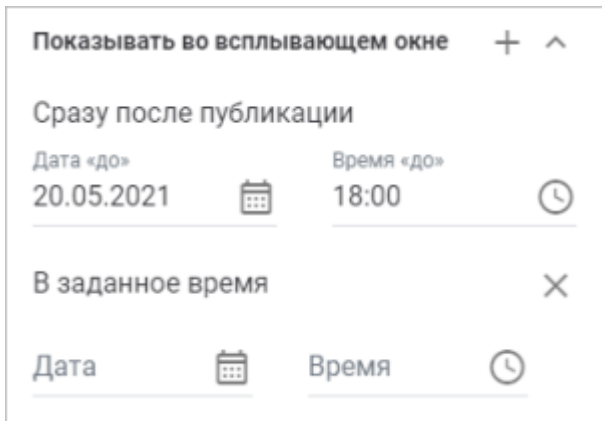 Показывать во всплывающем окне
Сразу после публикации
Дата «до» Время «до»
20.05.2021 18:00
В заданное время
Дата Время